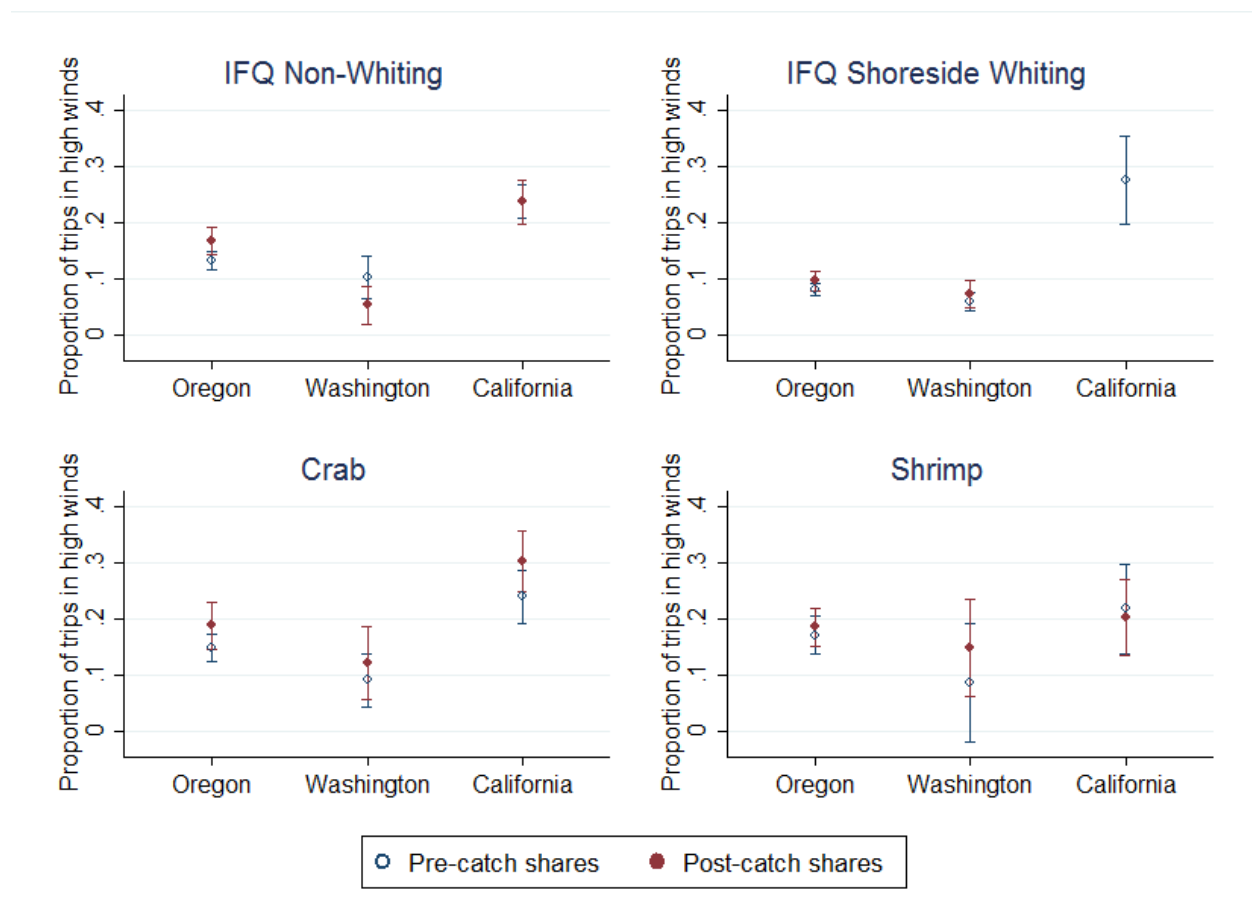 IFQ Non-Whiting
Proportion of trips in high winds
0 .1 .2 .3 .4
Oregon Washington California
IFQ Shoreside Whiting
Proportion of trips in high winds
0 .1 .2 .3 .4
Oregon Washington California
Crab
Proportion of trips in high winds
0 .1 .2 .3 .4
Oregon Washington California
Shrimp
Proportion of trips in high winds
0 .1 .2 .3 .4
Oregon Washington California
Pre-catch shares Post-catch shares